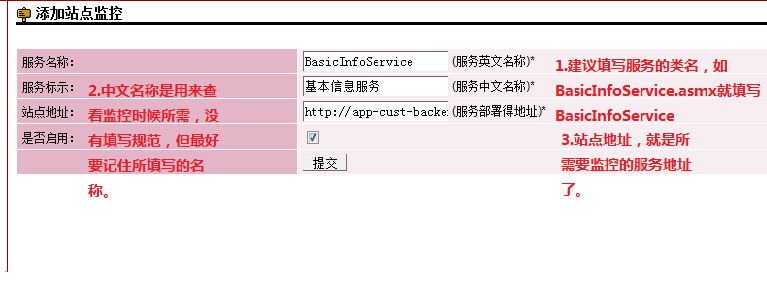 添加站点监控
服务名称：
BasicInfoService
(服务英文名称)*
服务标示：
基本信息服务
(服务中文名称)*
站点地址：
http://app-cust-backe
(服务部署得地址)*
是否启用：
提交
1.建议填写服务的类名，如
BasicInfoService.asmx就填写
BasicInfoService
2.中文名称是用来查
看监控时候所需，没
有填写规范，但最好
要记住所填写的名
称。
3.站点地址，就是所
需要监控的服务地址
了。